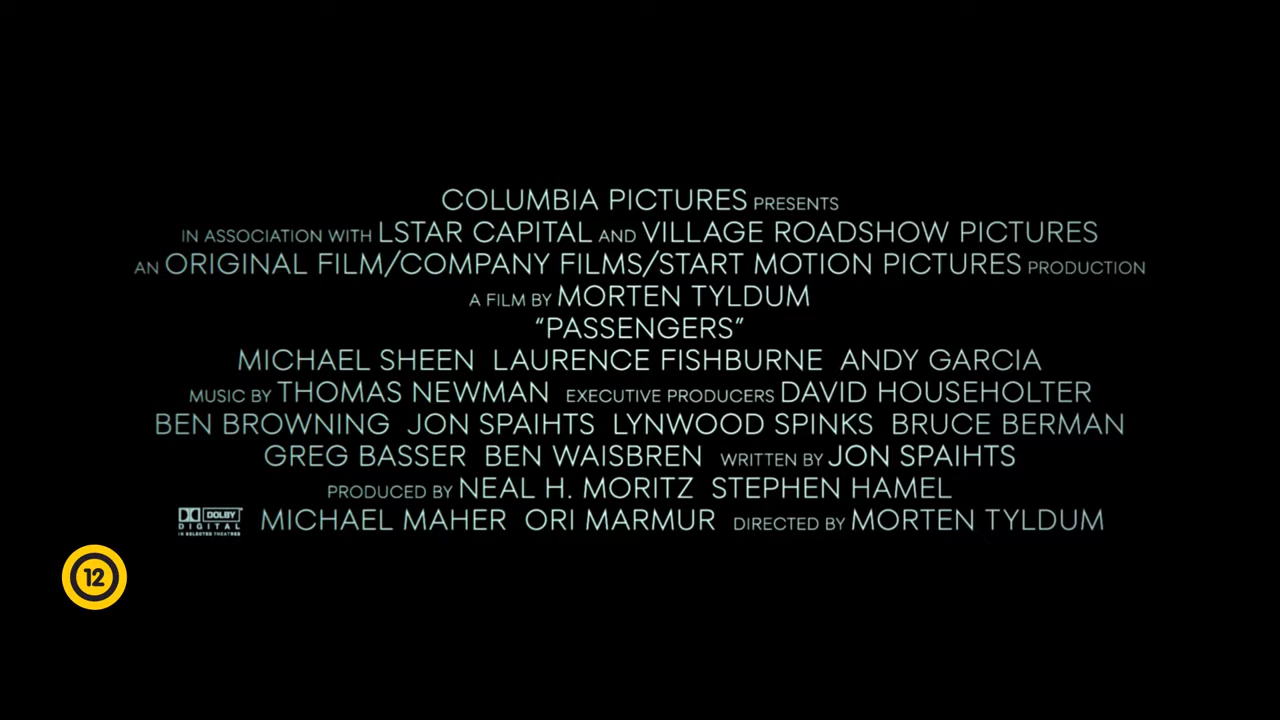 COLUMBIA PICTURES PRESENTS
IN ASSOCIATION WITH LSTAR CAPITAL AND VILLAGE ROADSHOW PICTURES
AN ORIGINAL FILM/COMPANY FILMS/START MOTION PICTURES PRODUCTION
A FILM BY MORTEN TYLDUM
“PASSENGERS”
MICHAEL SHEEN LAURENCE FISHBURNE ANDY GARCIA
MUSIC BY THOMAS NEWMAN EXECUTIVE PRODUCERS DAVID HOUSEHOLTER
BEN BROWNING JON SPAIHTS LYNWOOD SPINKS BRUCE BERMAN
GREG BASSER BEN WAISBREN WRITTEN BY JON SPAIHTS
PRODUCED BY NEAL H. MORITZ STEPHEN HAMEL
DOLBY
DIGITAL
IN SELECTED THEATRES
MICHAEL MAHER ORI MARMUR DIRECTED BY MORTEN TYLDUM
12